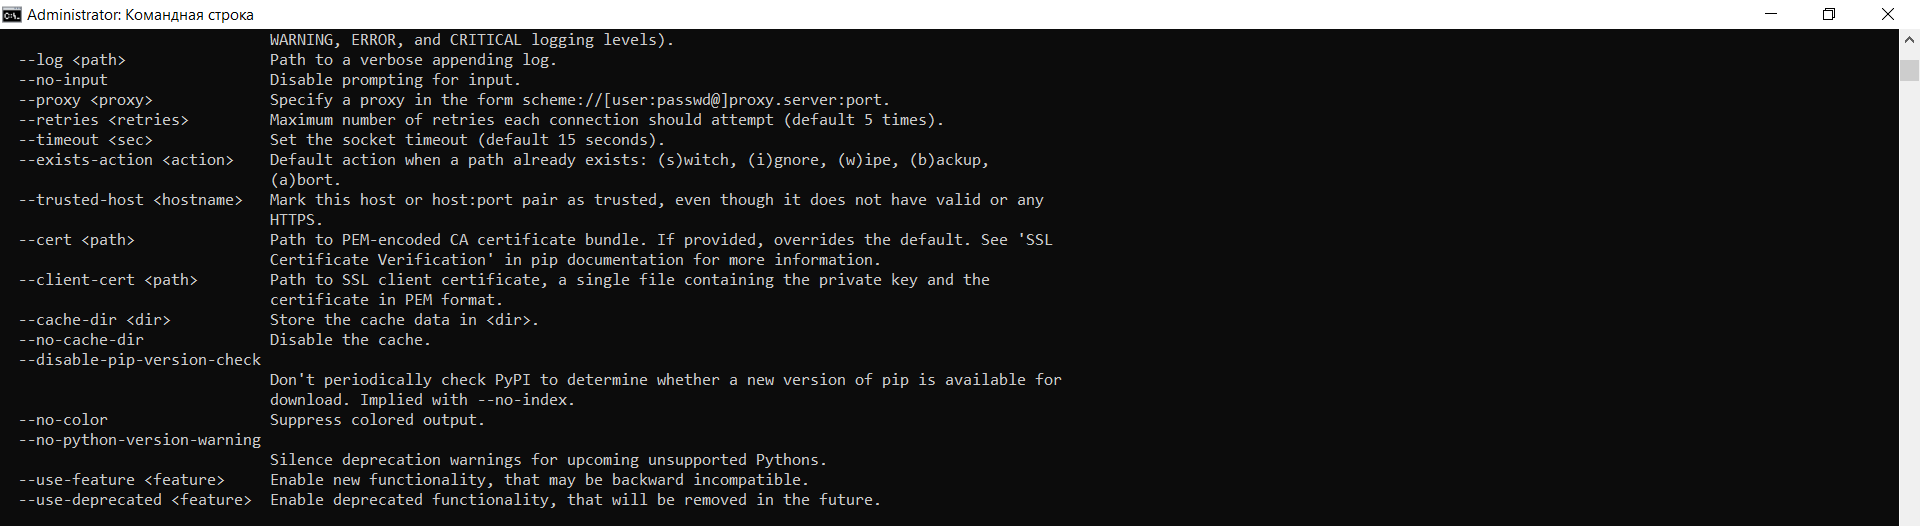 Administrator: Командная строка
WARNING, ERROR, and CRITICAL logging levels).
--log <path> Path to a verbose appending log.
--no-input Disable prompting for input.
--proxy <proxy> Specify a proxy in the form scheme://[user:passwd@]proxy.server:port.
--retries <retries> Maximum number of retries each connection should attempt (default 5 times).
--timeout <sec> Set the socket timeout (default 15 seconds).
--exists-action <action> Default action when a path already exists: (s)witch, (i)gnore, (w)ipe, (b)ackup,
(a)bort.
--trusted-host <hostname> Mark this host or host:port pair as trusted, even though it does not have valid or any
HTTPS.
--cert <path> Path to PEM-encoded CA certificate bundle. If provided, overrides the default. See 'SSL
Certificate Verification' in pip documentation for more information.
--client-cert <path> Path to SSL client certificate, a single file containing the private key and the
certificate in PEM format.
--cache-dir <dir> Store the cache data in <dir>.
--no-cache-dir Disable the cache.
--disable-pip-version-check
Don't periodically check PyPI to determine whether a new version of pip is available for
download. Implied with --no-index.
--no-color Suppress colored output.
--no-python-version-warning
Silence deprecation warnings for upcoming unsupported Pythons.
--use-feature <feature> Enable new functionality, that may be backward incompatible.
--use-deprecated <feature> Enable deprecated functionality, that will be removed in the future.